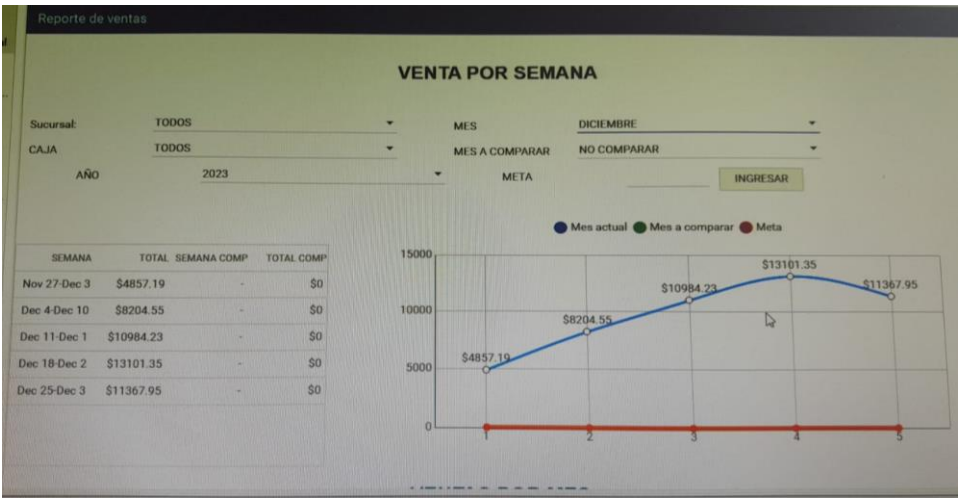 Reporte de ventas
VENTA POR SEMANA
Sucursal: TODOS MES DICIEMBRE
CAJA TODOS MES A COMPARAR NO COMPARAR
AÑO 2023 META INGRESAR
Mes actual Mes a comparar Meta
SEMANA TOTAL SEMANA COMP TOTAL COMP
Nov 27-Dec 3 $4857.19 - $0
Dec 4-Dec 10 $8204.55 - $0
Dec 11-Dec 1 $10984.23 - $0
Dec 18-Dec 2 $13101.35 - $0
Dec 25-Dec 3 $11367.95 - $0
15000
10000
5000
0
$4857.19
$8204.55
$10984.23
$13101.35
$11367.95
1 2 3 4 5